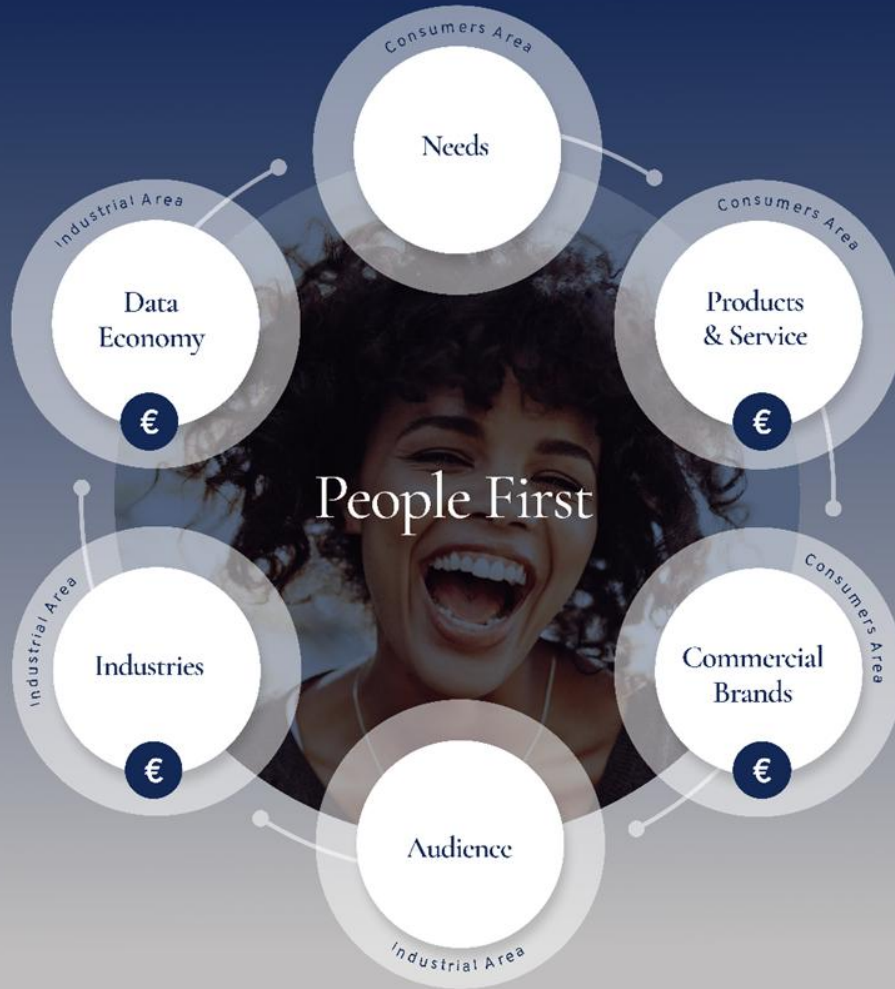 Consumers Area
Needs
Consumers Area
Products
& Service
€
Consumers Area
Commercial
Brands
€
Industrial Area
Audience
Industrial Area
Industries
€
Industrial Area
Data
Economy
€
People First